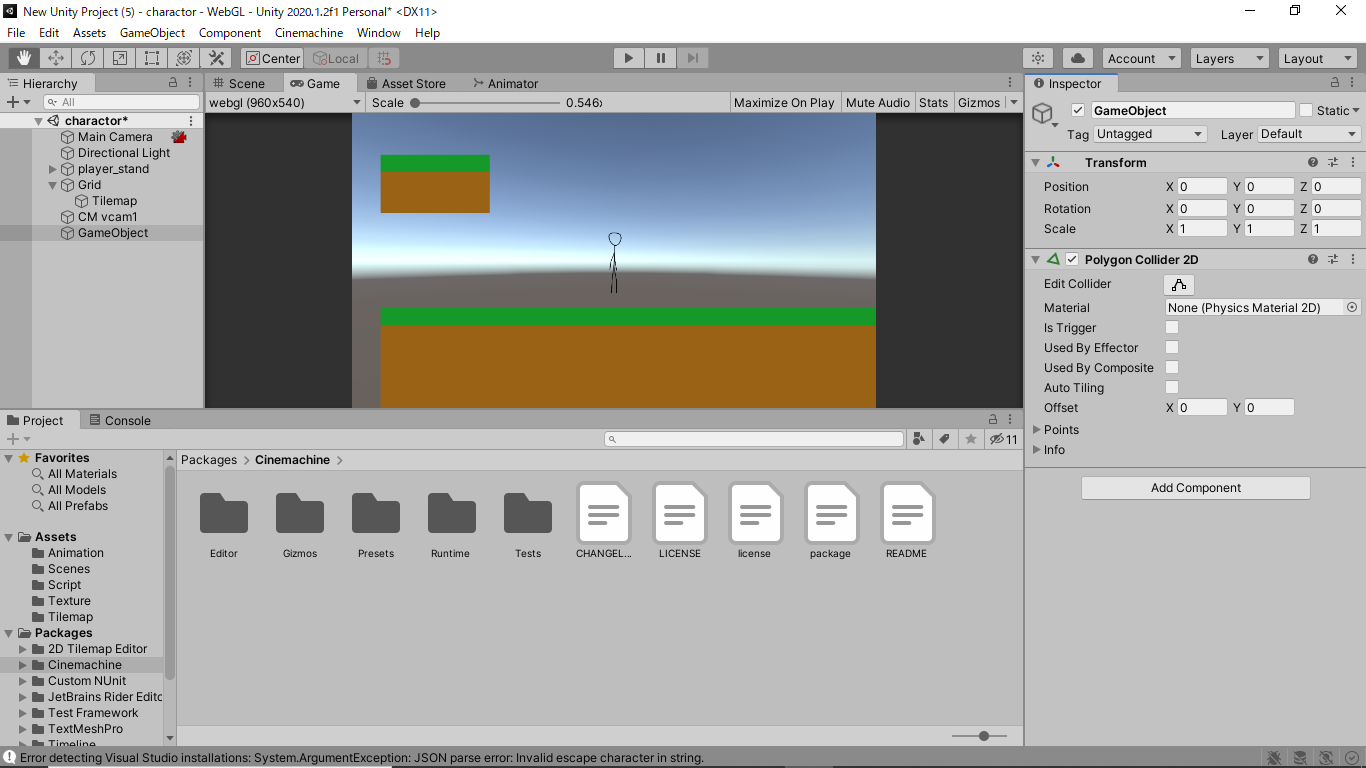 New Unity Project (5) - charactor - WebGL - Unity 2020.1.2f1 Personal* <DX11>
File Edit Assets GameObject Component Cinemachine Window Help
Center Local Account Layers Layout
Hierarchy
All
charactor*
Main Camera
Directional Light
player_stand
Grid
Tilemap
CM vcam1
GameObject
Scene Game Asset Store Animator
webgl (960x540) Scale 0.546 Maximize On Play Mute Audio Stats Gizmos
Inspector
GameObject Static
Tag Untagged Layer Default
Transform
Position X 0 Y 0 Z 0
Rotation X 0 Y 0 Z 0
Scale X 1 Y 1 Z 1
Polygon Collider 2D
Edit Collider
Material None (Physics Material 2D)
Is Trigger
Used By Effector
Used By Composite
Auto Tiling
Offset X 0 Y 0
Points
Info
Add Component
Project Console
11
Favorites
All Materials
All Models
All Prefabs
Assets
Animation
Scenes
Script
Texture
Tilemap
Packages
2D Tilemap Editor
Cinemachine
Custom NUnit
JetBrains Rider Edito
Test Framework
TextMeshPro
Timeline
Packages > Cinemachine >
Editor Gizmos Presets Runtime Tests CHANGEL... LICENSE license package README
Error detecting Visual Studio installations: System.ArgumentException: JSON parse error: Invalid escape character in string.